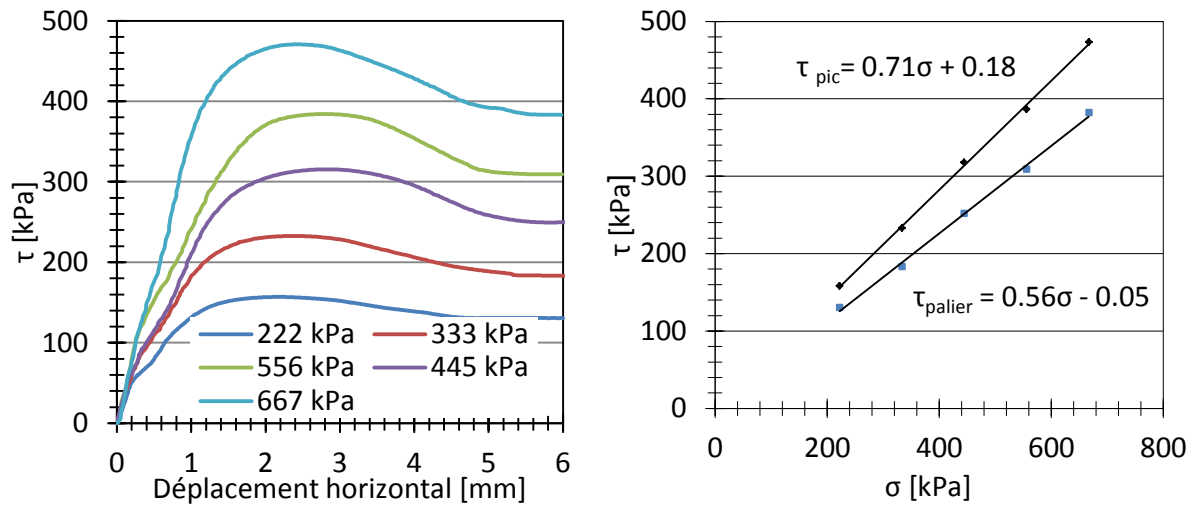 500
400
300
200
100
0
τ [kPa]
222 kPa
333 kPa
556 kPa
445 kPa
667 kPa
0 1 2 3 4 5 6
Déplacement horizontal [mm]
500
400
300
200
100
0
τ [kPa]
τ pic= 0.71σ + 0.18
τpalier = 0.56σ - 0.05
0 200 400 600 800
σ [kPa]